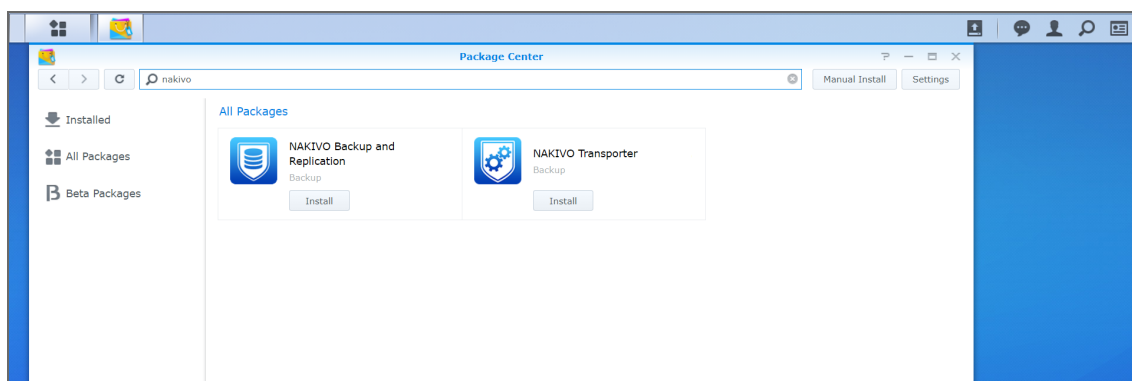 Package Center
nakivo
Manual Install
Settings
Installed
All Packages
Beta Packages
All Packages
NAKIVO Backup and
Replication
Backup
Install
NAKIVO Transporter
Backup
Install